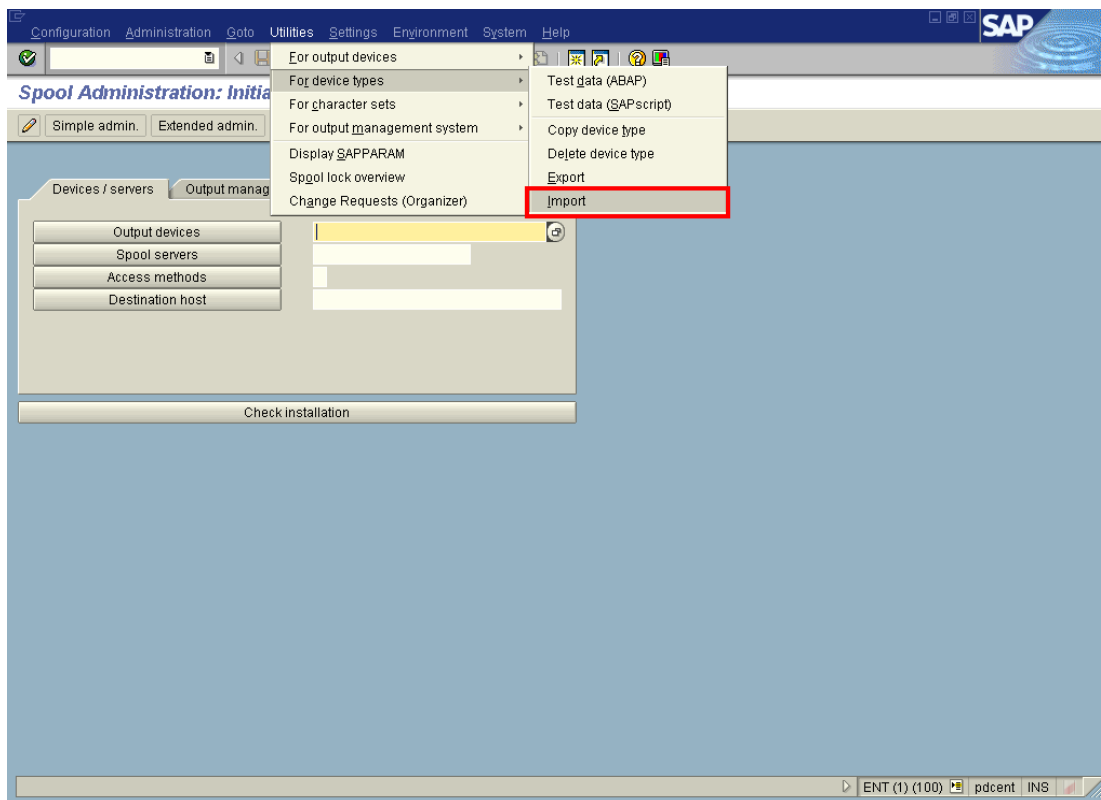 Configuration Administration Goto Utilities Settings Environment System Help
SAP
Spool Administration: Initia
Simple admin. Extended admin.
For output devices
For device types
For character sets
For output management system
Display SAPPARAM
Spool lock overview
Change Requests (Organizer)
Test data (ABAP)
Test data (SAPscript)
Copy device type
Delete device type
Export
Import
Devices / servers Output manag
Output devices
Spool servers
Access methods
Destination host
Check installation
ENT (1) (100) pdcent INS